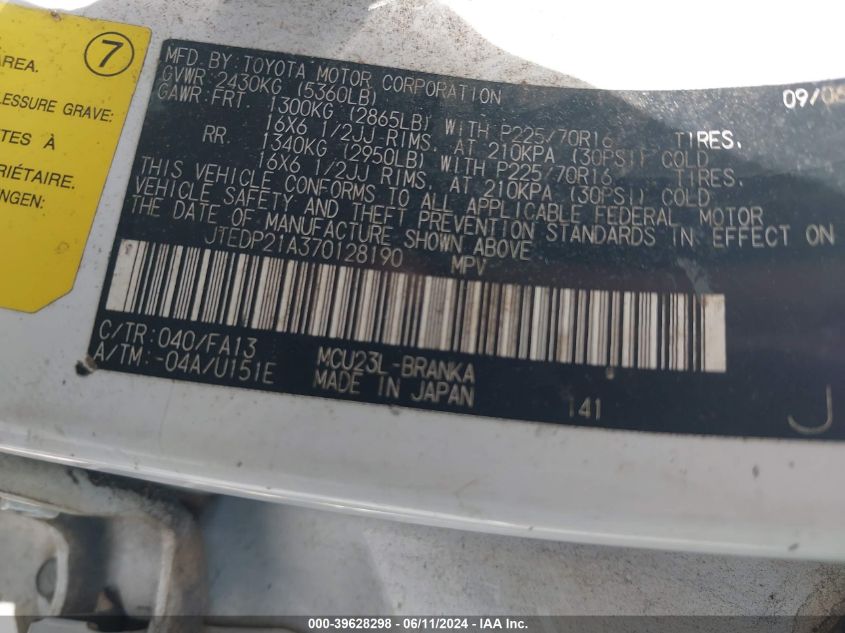 7
AREA.
LESSURE GRAVE:
TES À
PRIÉTAIRE.
NGEN:
MFD. BY: TOYOTA MOTOR CORPORATION 09/06
GVWR: 2430KG (5360LB)
GAWR: FRT. 1300KG (2865LB) WITH P225/70R16 TIRES,
16X6 1/2JJ RIMS, AT 210KPA (30PSI) COLD
RR. 1340KG (2950LB) WITH P225/70R16 TIRES,
16X6 1/2JJ RIMS, AT 210KPA (30PSI) COLD
THIS VEHICLE CONFORMS TO ALL APPLICABLE FEDERAL MOTOR
VEHICLE SAFETY AND THEFT PREVENTION STANDARDS IN EFFECT ON
THE DATE OF MANUFACTURE SHOWN ABOVE.
JTEDP21A370128190 MPV
C/TR: 040/FA13 MCU23L-BRANKA
A/TM: -04A/U151E MADE IN JAPAN 141
J
000-39628298 - 06/11/2024 - IAA Inc.